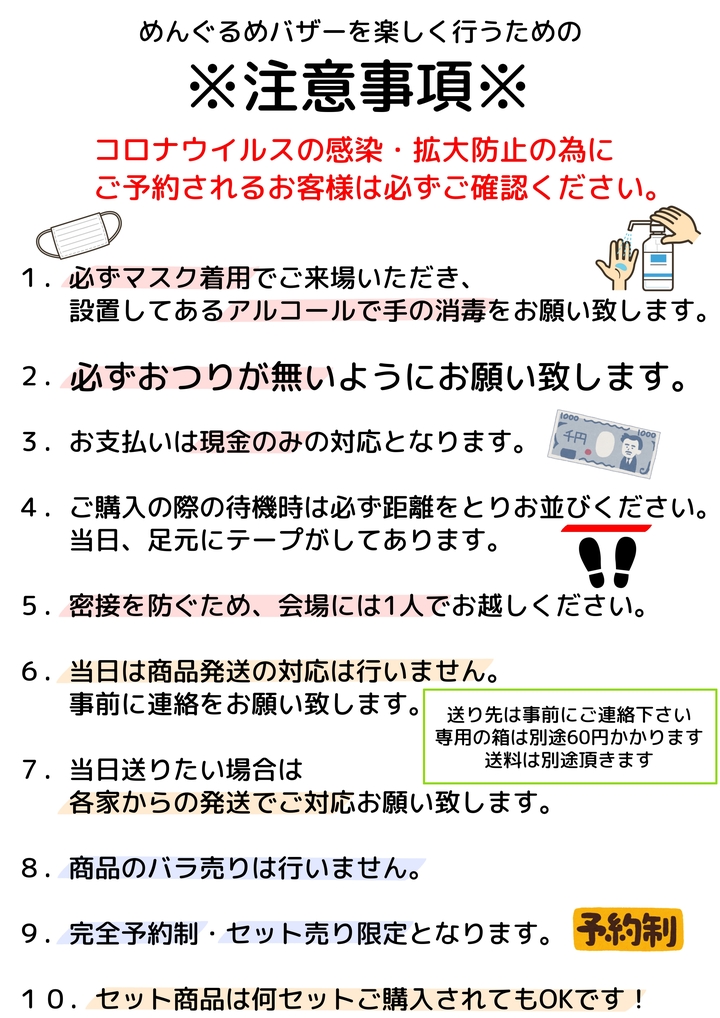 めんぐるめバザーを楽しく行うための
※注意事項※
コロナウイルスの感染・拡大防止の為に
ご予約されるお客様は必ずご確認ください。
１．必ずマスク着用でご来場いただき、
設置してあるアルコールで手の消毒をお願い致します。
２．必ずおつりが無いようにお願い致します。
３．お支払いは現金のみの対応となります。
1000
千円
1000
４．ご購入の際の待機時は必ず距離をとりお並びください。
当日、足元にテープがしてあります。
５．密接を防ぐため、会場には1人でお越しください。
６．当日は商品発送の対応は行いません。
事前に連絡をお願い致します。
送り先は事前にご連絡下さい
専用の箱は別途60円かかります
送料は別途頂きます
７．当日送りたい場合は
各家からの発送でご対応お願い致します。
８．商品のバラ売りは行いません。
９．完全予約制・セット売り限定となります。
予約制
１０．セット商品は何セットご購入されてもOKです！